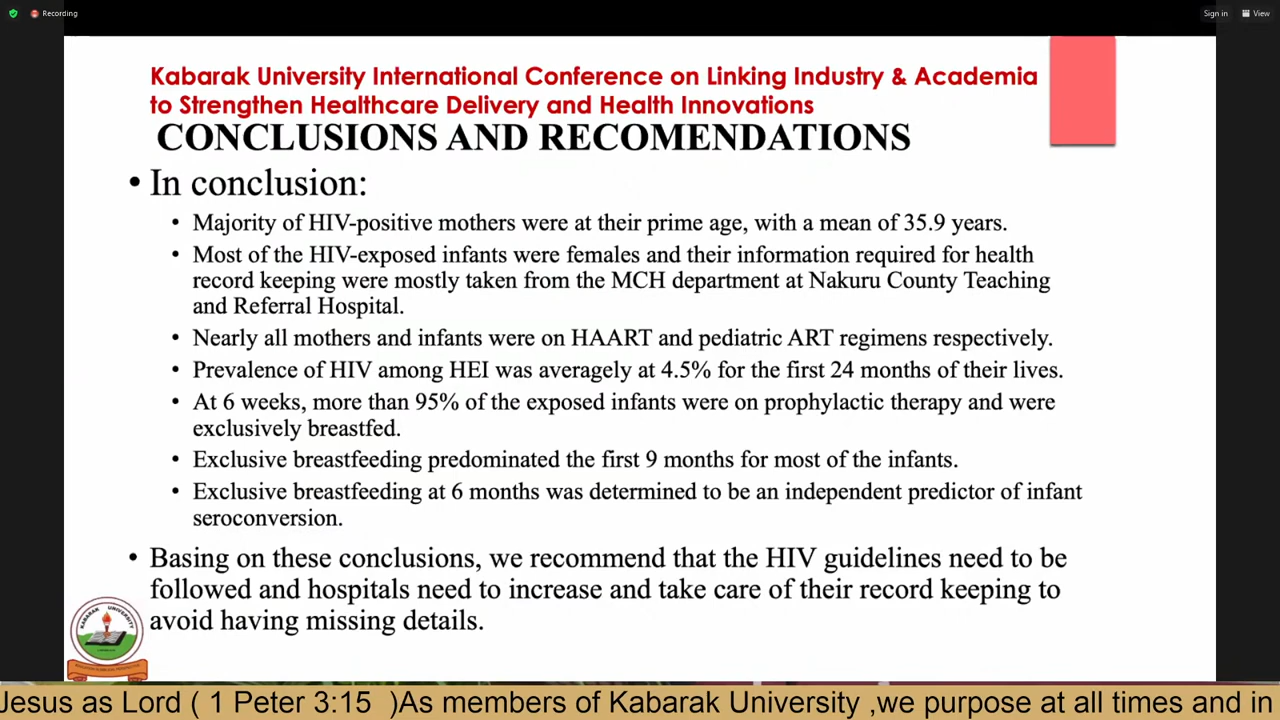 Recording
Sign in
View
Kabarak University International Conference on Linking Industry & Academia
to Strengthen Healthcare Delivery and Health Innovations
CONCLUSIONS AND RECOMENDATIONS
• In conclusion:
• Majority of HIV-positive mothers were at their prime age, with a mean of 35.9 years.
• Most of the HIV-exposed infants were females and their information required for health
record keeping were mostly taken from the MCH department at Nakuru County Teaching
and Referral Hospital.
• Nearly all mothers and infants were on HAART and pediatric ART regimens respectively.
• Prevalence of HIV among HEI was averagely at 4.5% for the first 24 months of their lives.
• At 6 weeks, more than 95% of the exposed infants were on prophylactic therapy and were
exclusively breastfed.
• Exclusive breastfeeding predominated the first 9 months for most of the infants.
• Exclusive breastfeeding at 6 months was determined to be an independent predictor of infant
seroconversion.
• Basing on these conclusions, we recommend that the HIV guidelines need to be
followed and hospitals need to increase and take care of their record keeping to
avoid having missing details.
KABARAK UNIVERSITY
Jesus as Lord ( 1 Peter 3:15 )As members of Kabarak University ,we purpose at all times and in